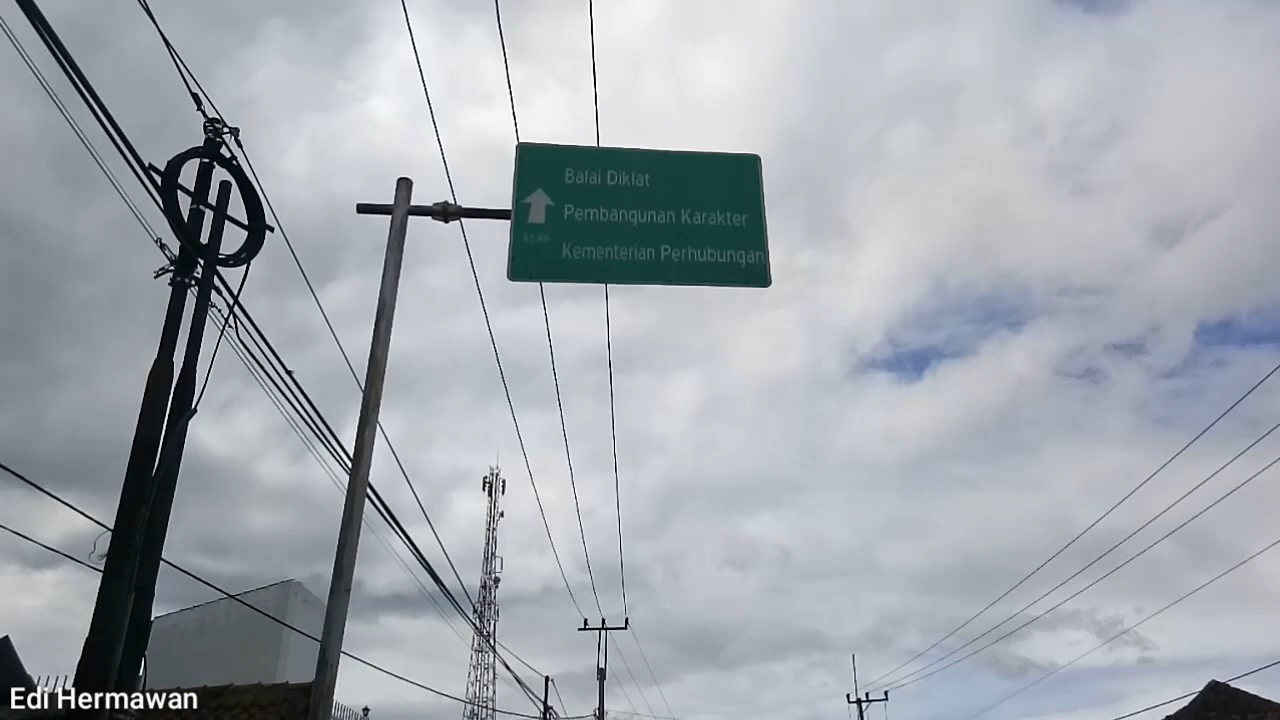 Balai Diklat
Pembangunan Karakter
Kementerian Perhubungan
Edi Hermawan